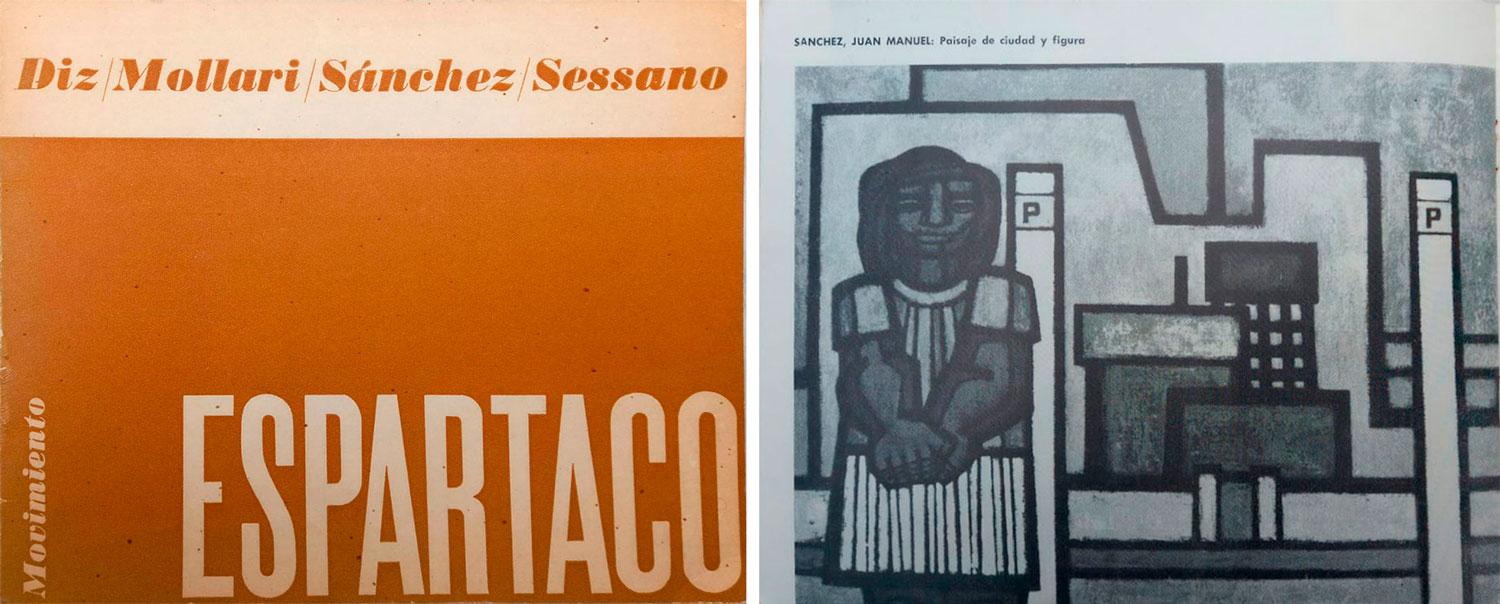 Diz/Mollari/Sánchez/Sessano
Movimiento
ESPARTACO
SANCHEZ, JUAN MANUEL: Paisaje de ciudad y figura
P
P